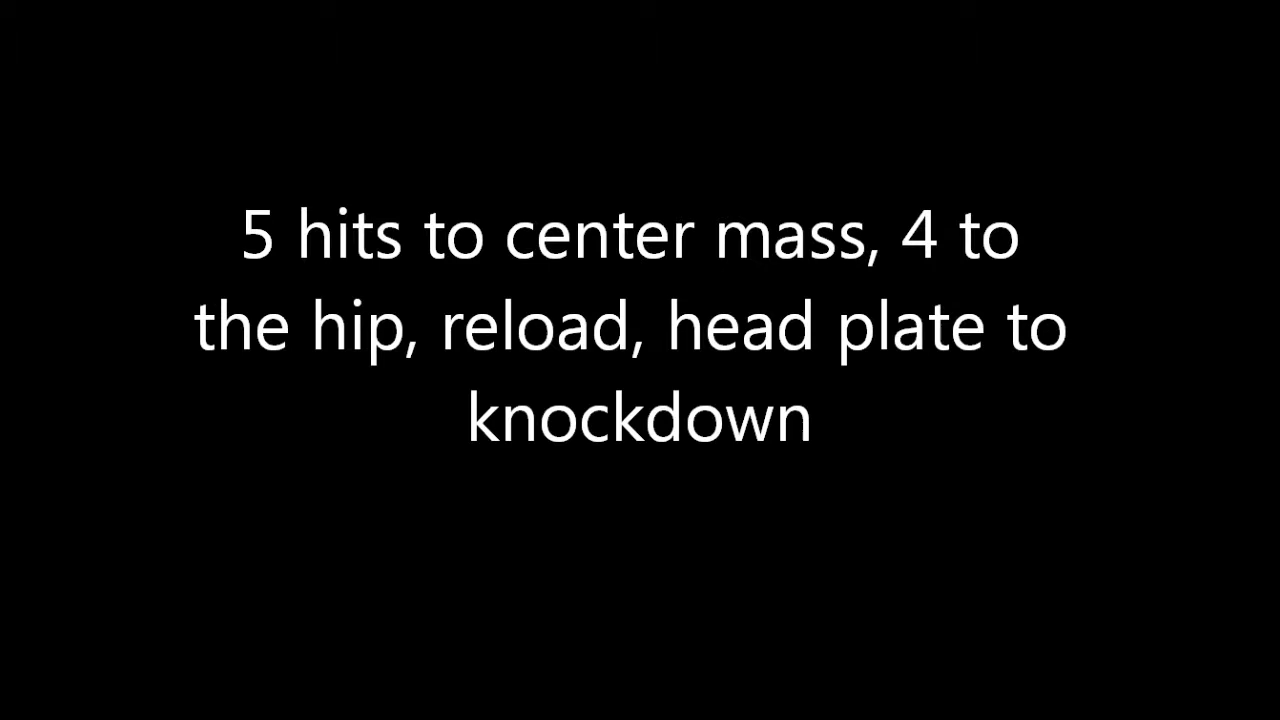 5 hits to center mass, 4 to
the hip, reload, head plate to
knockdown